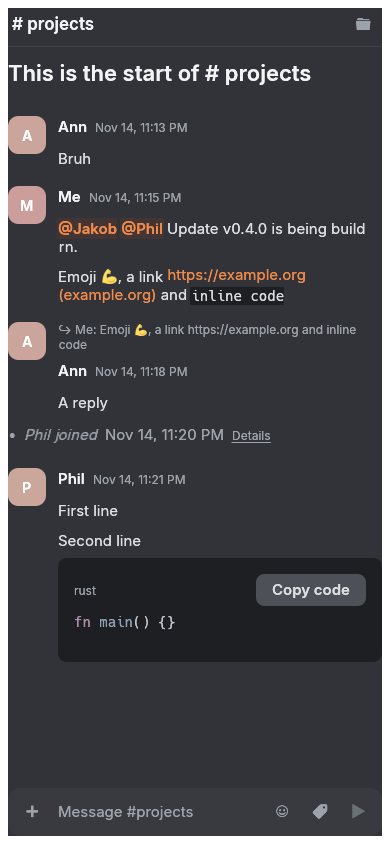 # projects
This is the start of # projects
A
Ann Nov 14, 11:13 PM
Bruh
M
Me Nov 14, 11:15 PM
@Jakob @Phil Update v0.4.0 is being build
rn.
Emoji 💪, a link https://example.org
(example.org) and inline code
A
↪ Me: Emoji 💪, a link https://example.org and inline
code
Ann Nov 14, 11:18 PM
A reply
• Phil joined Nov 14, 11:20 PM Details
P
Phil Nov 14, 11:21 PM
First line
Second line
rust Copy code
fn main() {}
Message #projects